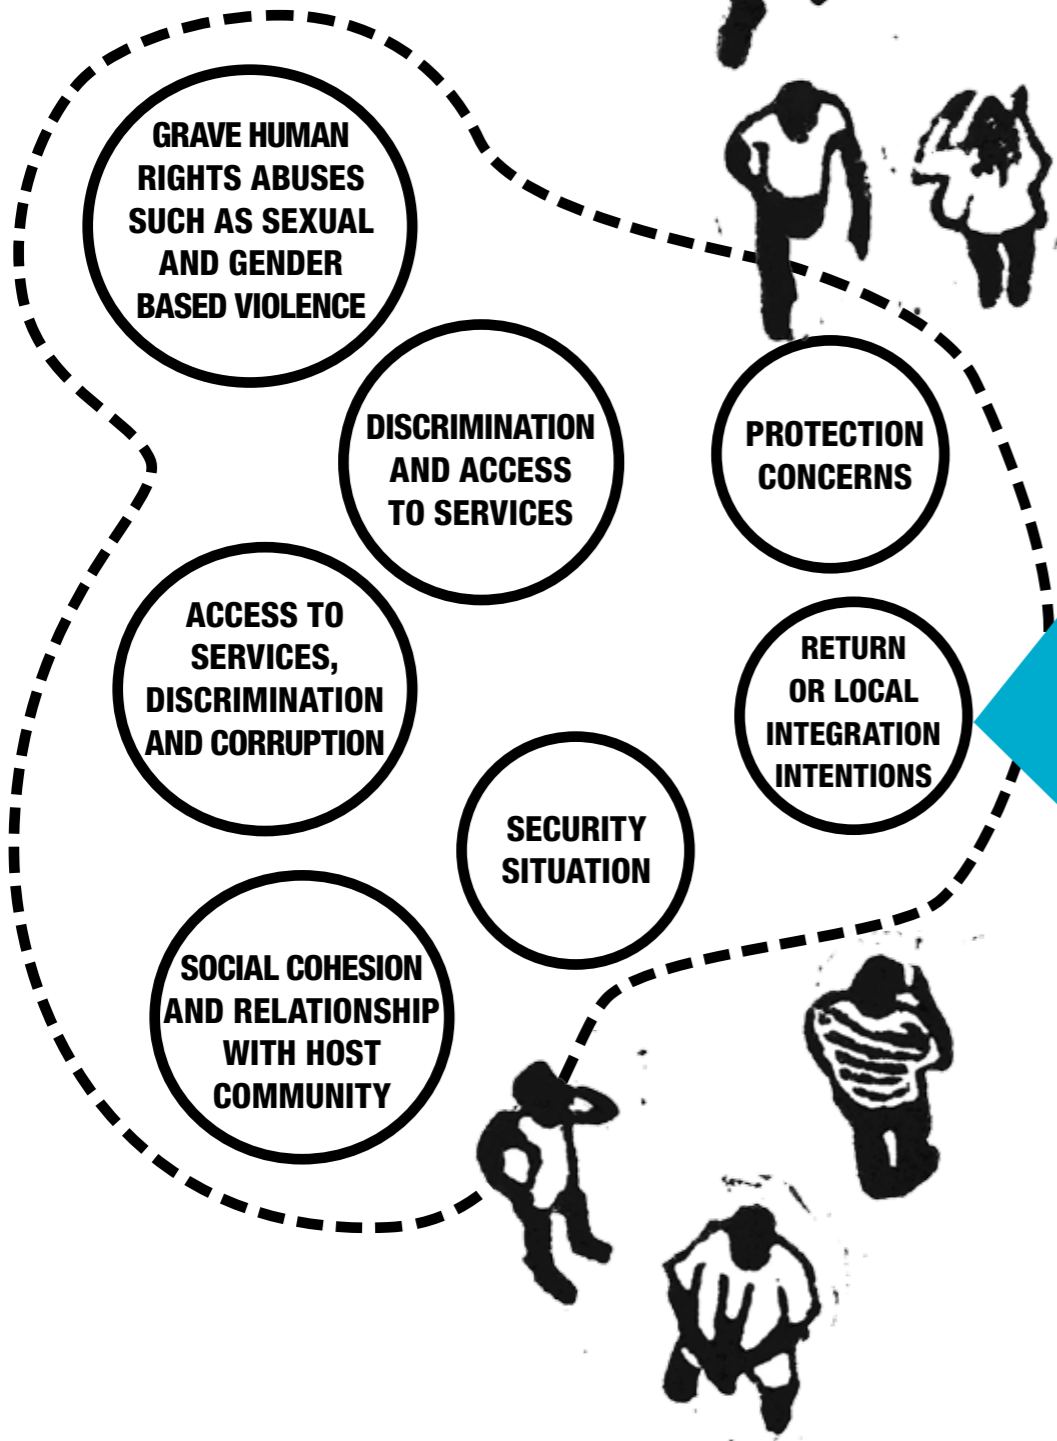 GRAVE HUMAN
RIGHTS ABUSES
SUCH AS SEXUAL
AND GENDER
BASED VIOLENCE
DISCRIMINATION
AND ACCESS
TO SERVICES
PROTECTION
CONCERNS
ACCESS TO
SERVICES,
DISCRIMINATION
AND CORRUPTION
RETURN
OR LOCAL
INTEGRATION
INTENTIONS
SECURITY
SITUATION
SOCIAL COHESION
AND RELATIONSHIP
WITH HOST
COMMUNITY